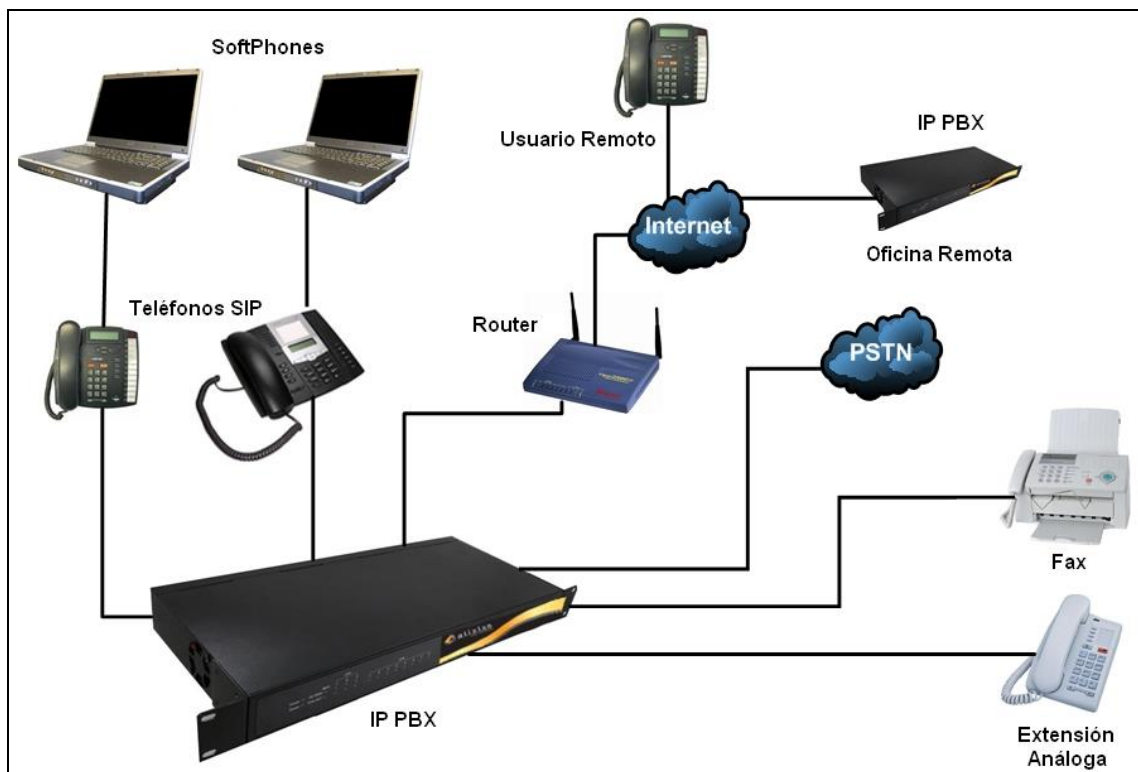 SoftPhones
Usuario Remoto
IP PBX
Internet
Oficina Remota
Teléfonos SIP
Router
PSTN
Fax
IP PBX
Extensión
Análoga